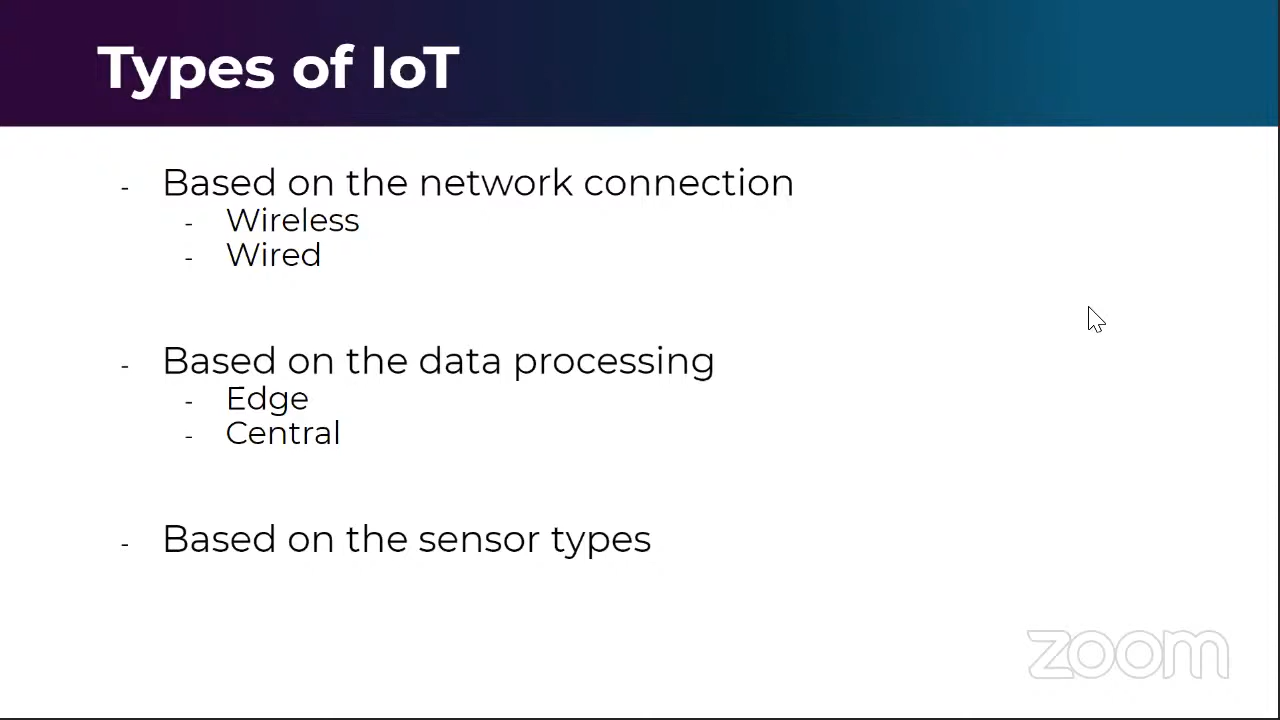 Types of IoT
- Based on the network connection
- Wireless
- Wired
- Based on the data processing
- Edge
- Central
- Based on the sensor types
zoom